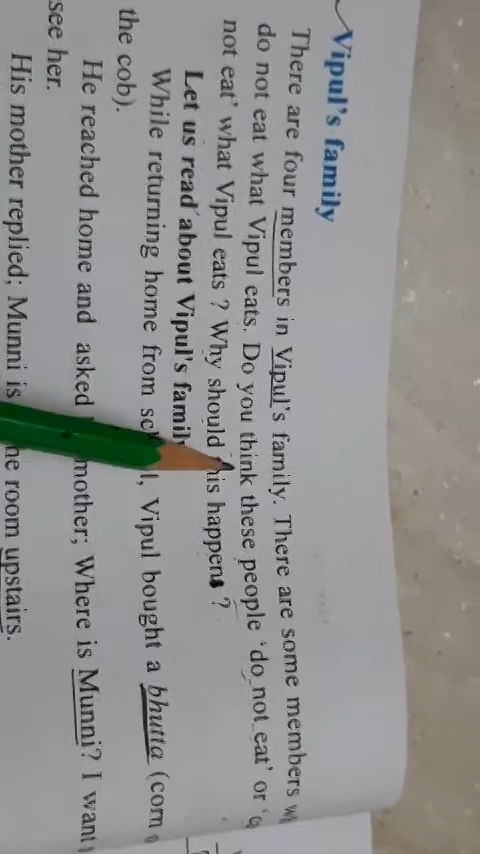 Vipul's family
There are four members in Vipul's family. There are some members
do not eat what Vipul eats. Do you think these people 'do not eat' or
not eat' what Vipul eats ? Why should this happen ?
Let us read about Vipul's
While returning home from Vipul bought a bhutta (corn
the cob).
He reached home and asked mother; Where is Munni? I want
see her.
His mother replied; Munni is room upstairs.